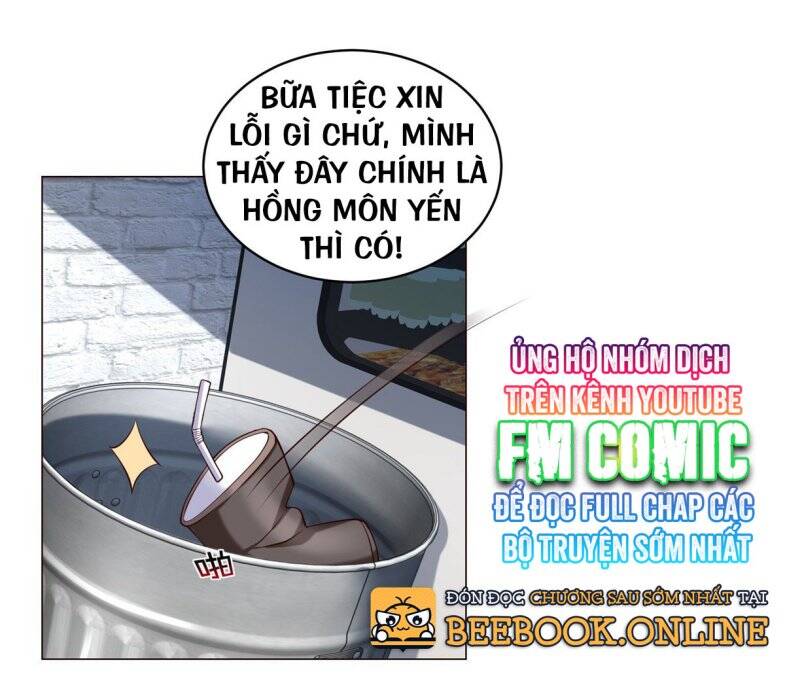 BỮA TIỆC XIN
LỖI GÌ CHỨ, MÌNH
THẤY ĐÂY CHÍNH LÀ
HỒNG MÔN YẾN
THÌ CÓ!
ỦNG HỘ NHÓM DỊCH
TRÊN KÊNH YOUTUBE
FM COMIC
ĐỂ ĐỌC FULL CHAP CÁC
BỘ TRUYỆN SỚM NHẤT
啪
ĐÓN ĐỌC CHƯƠNG SAU SỚM NHẤT TẠI
BEEBOOK.ONLINE